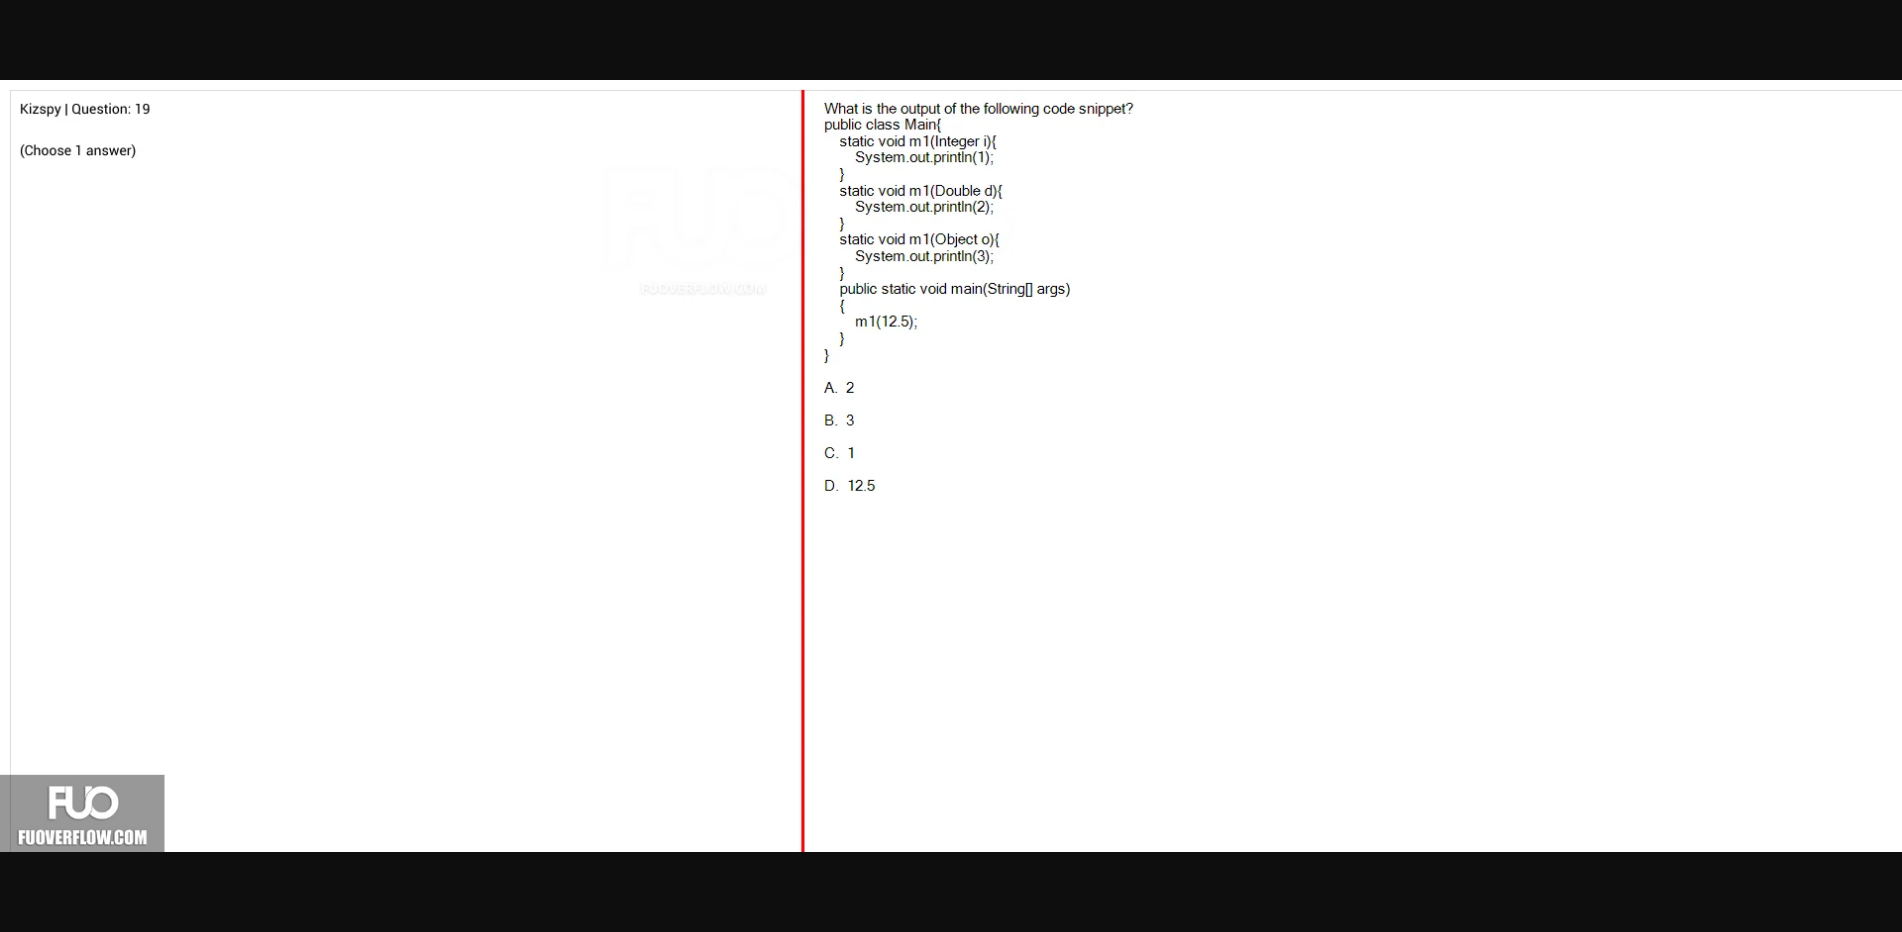 Kizspy | Question: 19
(Choose 1 answer)
FUOVERFLOW.COM
FUO
FUOVERFLOW.COM
What is the output of the following code snippet?
public class Main{
static void m1(Integer i){
System.out.println(1);
}
static void m1(Double d){
System.out.println(2);
}
static void m1(Object o){
System.out.println(3);
}
public static void main(String[] args)
{
m1(12.5);
}
}
A. 2
B. 3
C. 1
D. 12.5